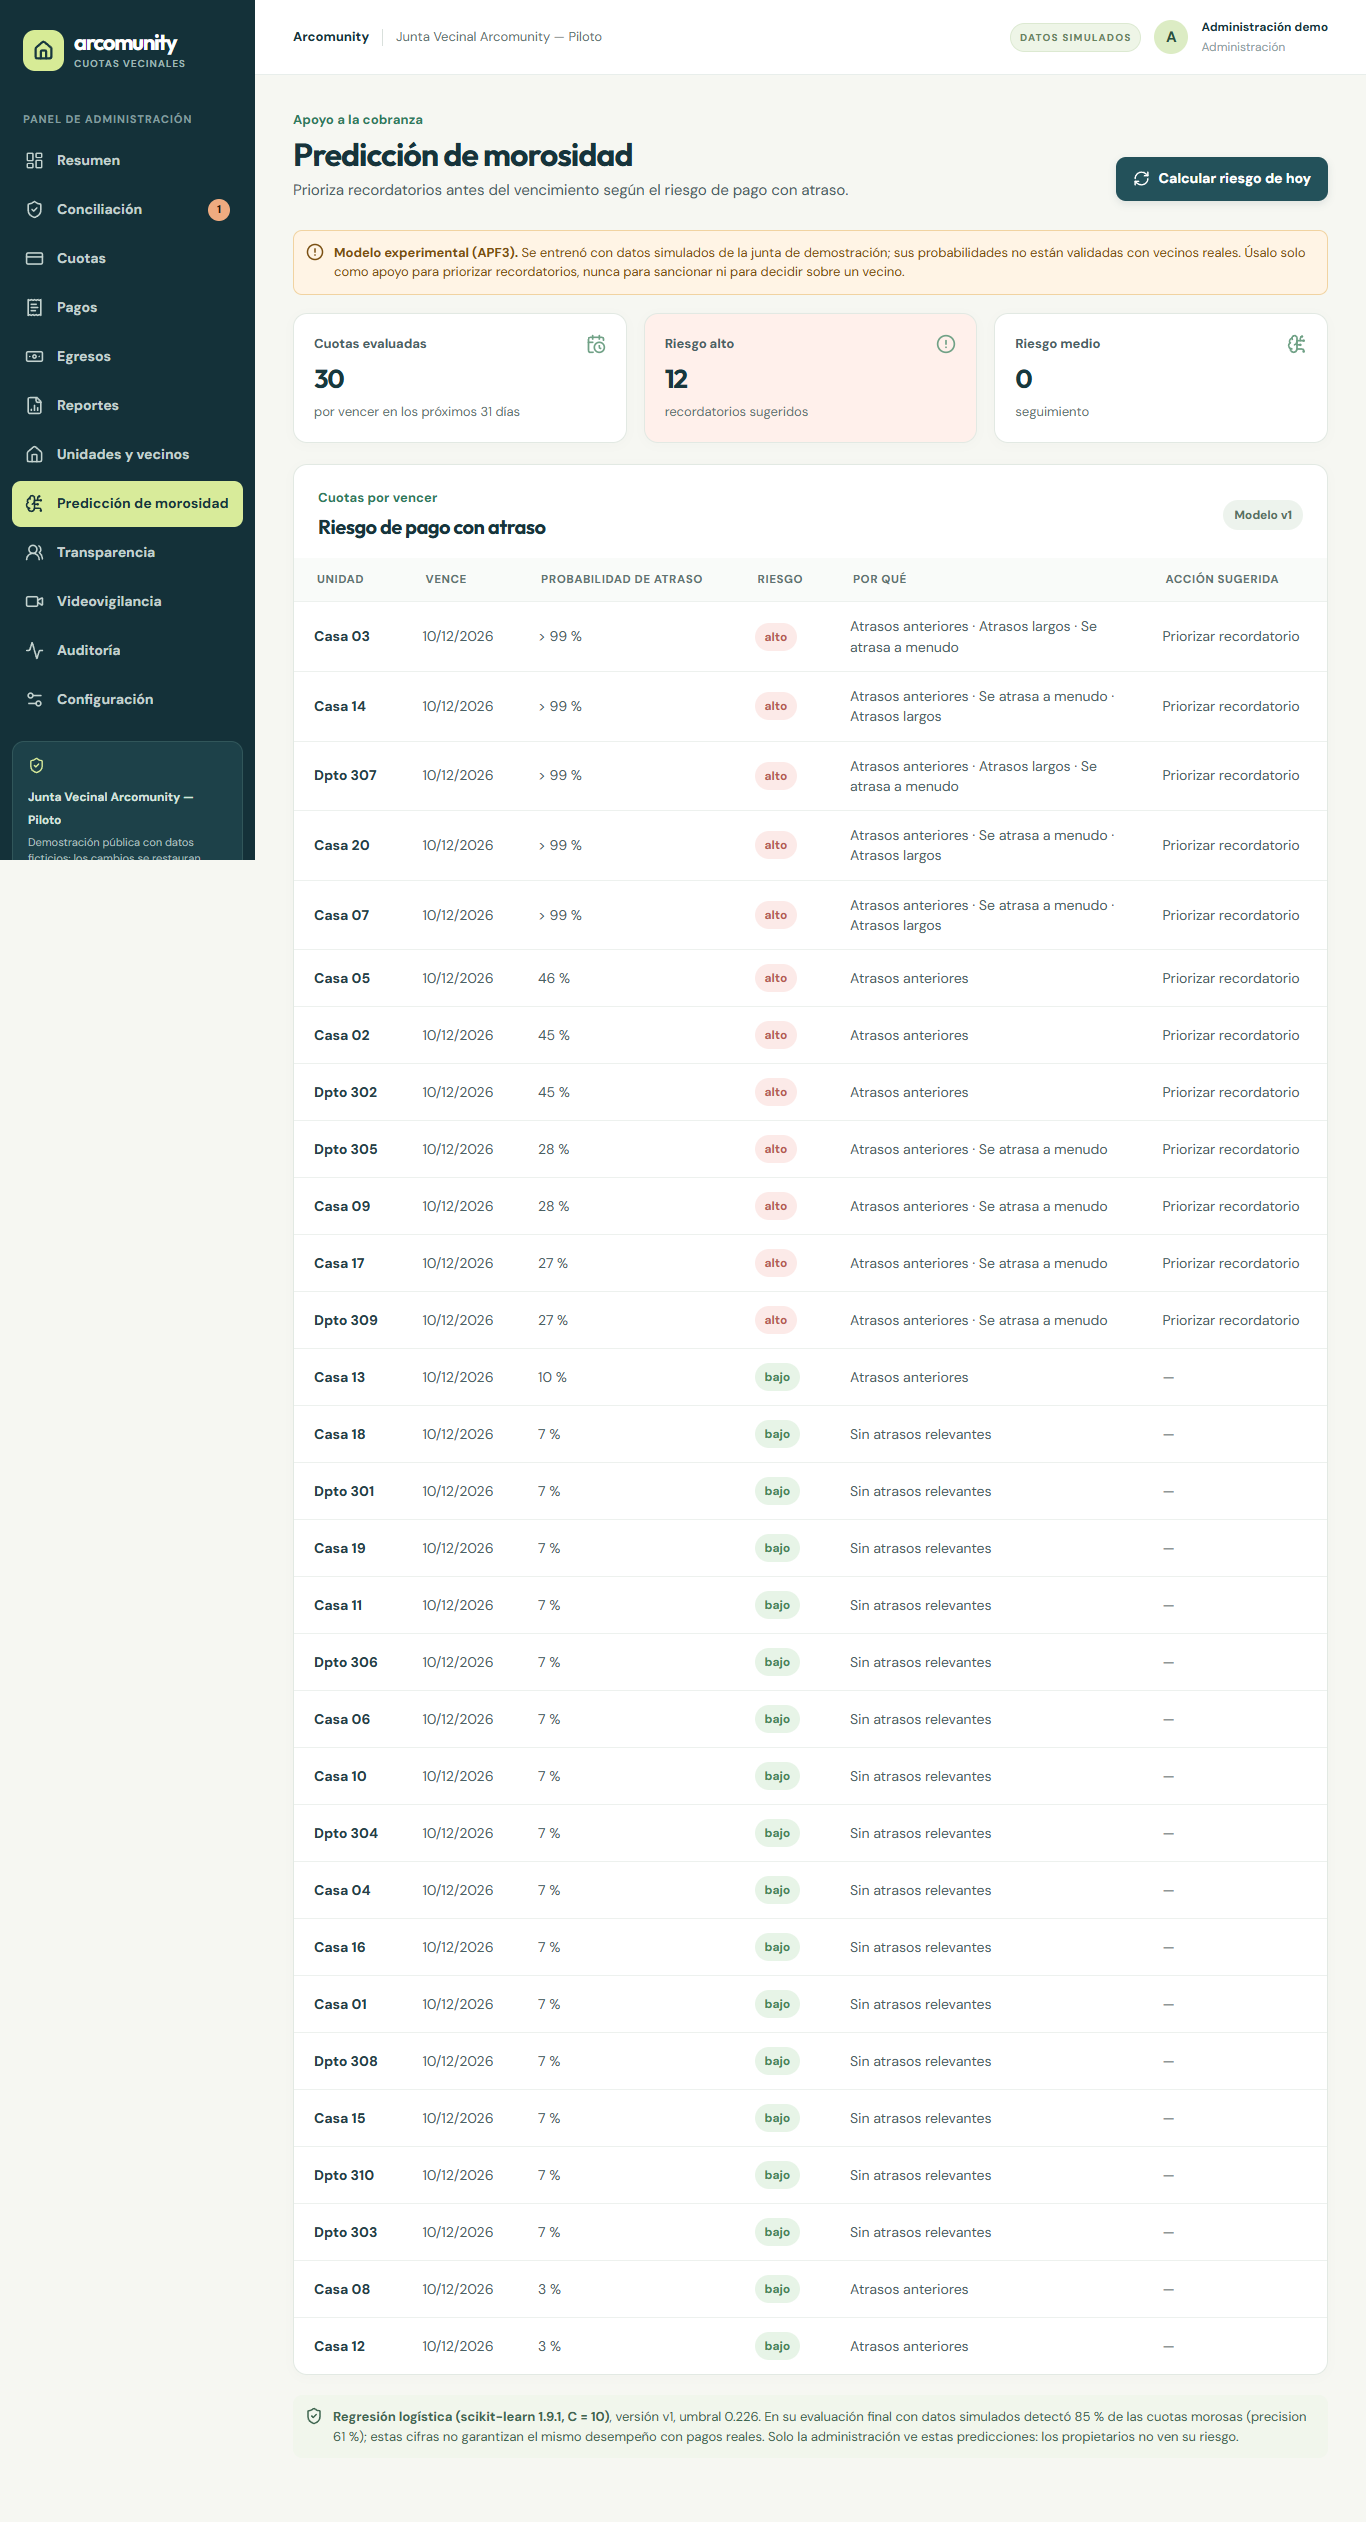 arcomunity
CUOTAS VECINALES
PANEL DE ADMINISTRACIÓN
Resumen
Conciliación 1
Cuotas
Pagos
Egresos
Reportes
Unidades y vecinos
Predicción de morosidad
Transparencia
Videovigilancia
Auditoría
Configuración
Junta Vecinal Arcomunity —
Piloto
Demostración pública con datos
ficticios; los cambios se restauran
Arcomunity Junta Vecinal Arcomunity — Piloto
DATOS SIMULADOS
A
Administración demo
Administración
Apoyo a la cobranza
Predicción de morosidad
Prioriza recordatorios antes del vencimiento según el riesgo de pago con atraso.
Calcular riesgo de hoy
Modelo experimental (APF3). Se entrenó con datos simulados de la junta de demostración; sus probabilidades no están validadas con vecinos reales. Úsalo solo
como apoyo para priorizar recordatorios, nunca para sancionar ni para decidir sobre un vecino.
Cuotas evaluadas
30
por vencer en los próximos 31 días
Riesgo alto
12
recordatorios sugeridos
Riesgo medio
0
seguimiento
Cuotas por vencer
Riesgo de pago con atraso
Modelo v1
UNIDAD VENCE PROBABILIDAD DE ATRASO RIESGO POR QUÉ ACCIÓN SUGERIDA
Casa 03 10/12/2026 > 99 % alto Atrasos anteriores · Atrasos largos · Se
atrasa a menudo Priorizar recordatorio
Casa 14 10/12/2026 > 99 % alto Atrasos anteriores · Se atrasa a menudo ·
Atrasos largos Priorizar recordatorio
Dpto 307 10/12/2026 > 99 % alto Atrasos anteriores · Atrasos largos · Se
atrasa a menudo Priorizar recordatorio
Casa 20 10/12/2026 > 99 % alto Atrasos anteriores · Se atrasa a menudo ·
Atrasos largos Priorizar recordatorio
Casa 07 10/12/2026 > 99 % alto Atrasos anteriores · Se atrasa a menudo ·
Atrasos largos Priorizar recordatorio
Casa 05 10/12/2026 46 % alto Atrasos anteriores Priorizar recordatorio
Casa 02 10/12/2026 45 % alto Atrasos anteriores Priorizar recordatorio
Dpto 302 10/12/2026 45 % alto Atrasos anteriores Priorizar recordatorio
Dpto 305 10/12/2026 28 % alto Atrasos anteriores · Se atrasa a menudo Priorizar recordatorio
Casa 09 10/12/2026 28 % alto Atrasos anteriores · Se atrasa a menudo Priorizar recordatorio
Casa 17 10/12/2026 27 % alto Atrasos anteriores · Se atrasa a menudo Priorizar recordatorio
Dpto 309 10/12/2026 27 % alto Atrasos anteriores · Se atrasa a menudo Priorizar recordatorio
Casa 13 10/12/2026 10 % bajo Atrasos anteriores —
Casa 18 10/12/2026 7 % bajo Sin atrasos relevantes —
Dpto 301 10/12/2026 7 % bajo Sin atrasos relevantes —
Casa 19 10/12/2026 7 % bajo Sin atrasos relevantes —
Casa 11 10/12/2026 7 % bajo Sin atrasos relevantes —
Dpto 306 10/12/2026 7 % bajo Sin atrasos relevantes —
Casa 06 10/12/2026 7 % bajo Sin atrasos relevantes —
Casa 10 10/12/2026 7 % bajo Sin atrasos relevantes —
Dpto 304 10/12/2026 7 % bajo Sin atrasos relevantes —
Casa 04 10/12/2026 7 % bajo Sin atrasos relevantes —
Casa 16 10/12/2026 7 % bajo Sin atrasos relevantes —
Casa 01 10/12/2026 7 % bajo Sin atrasos relevantes —
Dpto 308 10/12/2026 7 % bajo Sin atrasos relevantes —
Casa 15 10/12/2026 7 % bajo Sin atrasos relevantes —
Dpto 310 10/12/2026 7 % bajo Sin atrasos relevantes —
Dpto 303 10/12/2026 7 % bajo Sin atrasos relevantes —
Casa 08 10/12/2026 3 % bajo Atrasos anteriores —
Casa 12 10/12/2026 3 % bajo Atrasos anteriores —
Regresión logística (scikit-learn 1.9.1, C = 10), versión v1, umbral 0.226. En su evaluación final con datos simulados detectó 85 % de las cuotas morosas (precision
61 %); estas cifras no garantizan el mismo desempeño con pagos reales. Solo la administración ve estas predicciones: los propietarios no ven su riesgo.